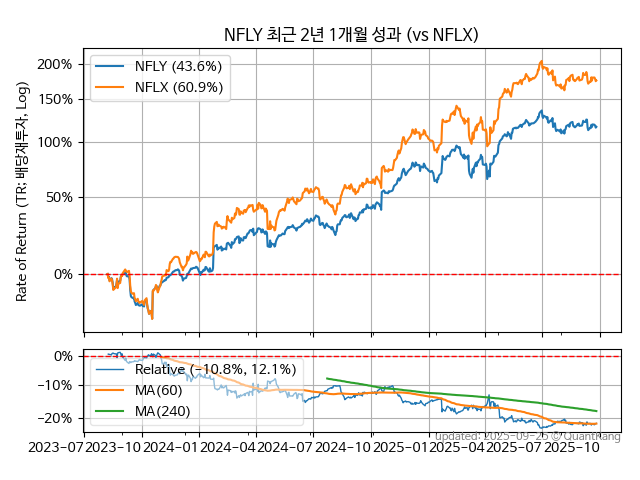 NFLY 최근 2년 1개월 성과 (vs NFLX)
Rate of Return (TR: 배당재투자, Log)
200%
150%
100%
50%
0%
NFLY (43.6%)
NFLX (60.9%)
0%
−10%
−20%
Relative (−10.8%, 12.1%)
MA(60)
MA(240)
updated: 2025-09-26 © QuantKang
2023-07 2023-10 2024-01 2024-04 2024-07 2024-10 2025-01 2025-04 2025-07 2025-10